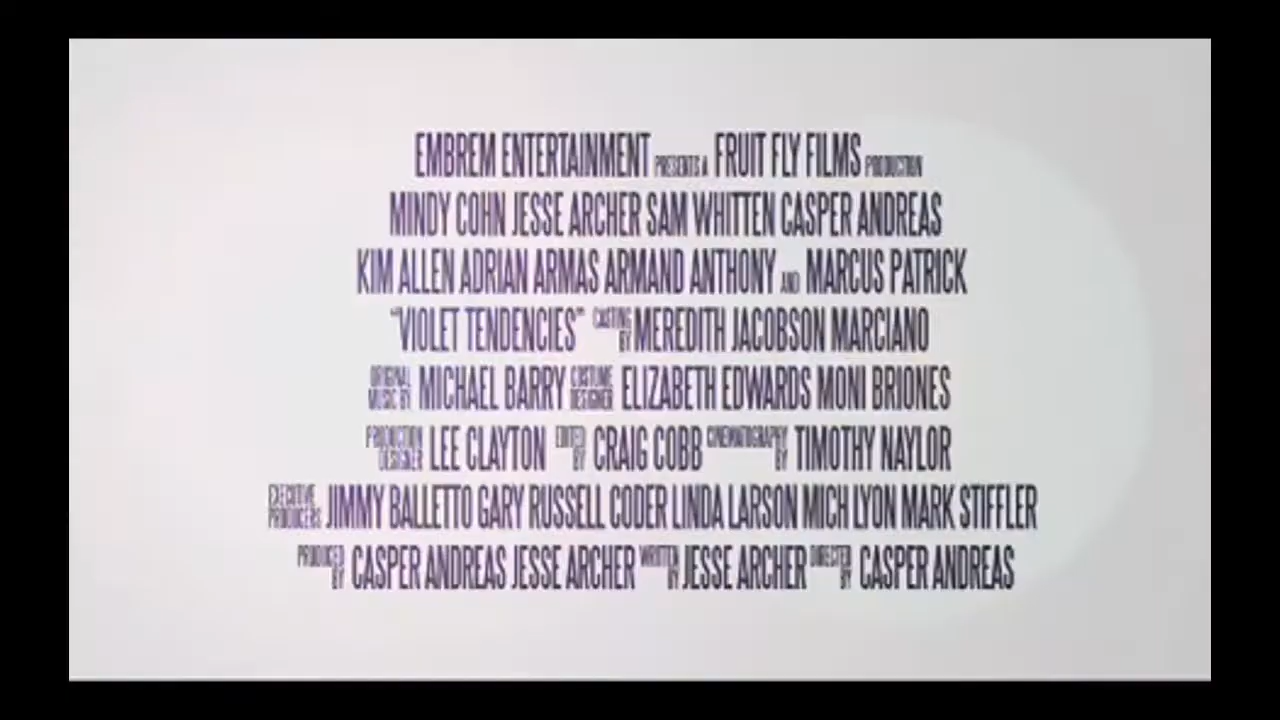 EMBREM ENTERTAINMENT PRESENTS A FRUIT FLY FILMS PRODUCTION
MINDY COHN JESSE ARCHER SAM WHITTEN CASPER ANDREAS
KIM ALLEN ADRIAN ARMAS ARMAND ANTHONY AND MARCUS PATRICK
"VIOLET TENDENCIES" CASTING BY MEREDITH JACOBSON MARCIANO
ORIGINAL MUSIC BY MICHAEL BARRY COSTUME DESIGNER ELIZABETH EDWARDS MONI BRIONES
PRODUCTION DESIGNER LEE CLAYTON EDITED BY CRAIG COBB CINEMATOGRAPHY BY TIMOTHY NAYLOR
EXECUTIVE PRODUCERS JIMMY BALLETTO GARY RUSSELL CODER LINDA LARSON MICH LYON MARK STIFFLER
PRODUCED BY CASPER ANDREAS JESSE ARCHER WRITTEN BY JESSE ARCHER DIRECTED BY CASPER ANDREAS